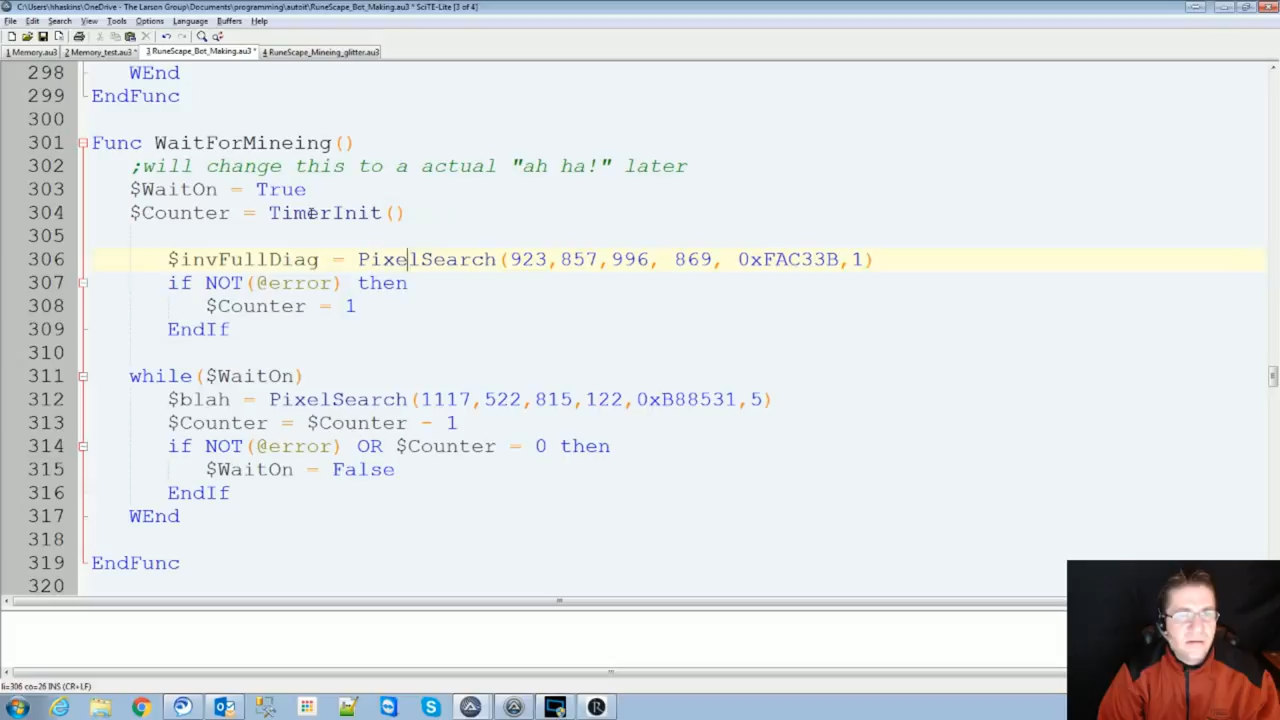 C:\Users\hhaskins\OneDrive - The Larson Group\Documents\programming\autoit\RuneScape_Bot_Making.au3 * SciTE-Lite [3 of 4]
File Edit Search View Tools Options Language Buffers Help
1 Memory.au3 2 Memory_test.au3 * 3 RuneScape_Bot_Making.au3 * 4 RuneScape_Mineing_glitter.au3
298 WEnd
299 EndFunc
300
301 Func WaitForMineing()
302 ;will change this to a actual "ah ha!" later
303 $WaitOn = True
304 $Counter = TimerInit()
305
306 $invFullDiag = PixelSearch(923,857,996, 869, 0xFAC33B,1)
307 if NOT(@error) then
308 $Counter = 1
309 EndIf
310
311 while($WaitOn)
312 $blah = PixelSearch(1117,522,815,122,0xB88531,5)
313 $Counter = $Counter - 1
314 if NOT(@error) OR $Counter = 0 then
315 $WaitOn = False
316 EndIf
317 WEnd
318
319 EndFunc
320
li=306 co=26 INS (CR+LF)